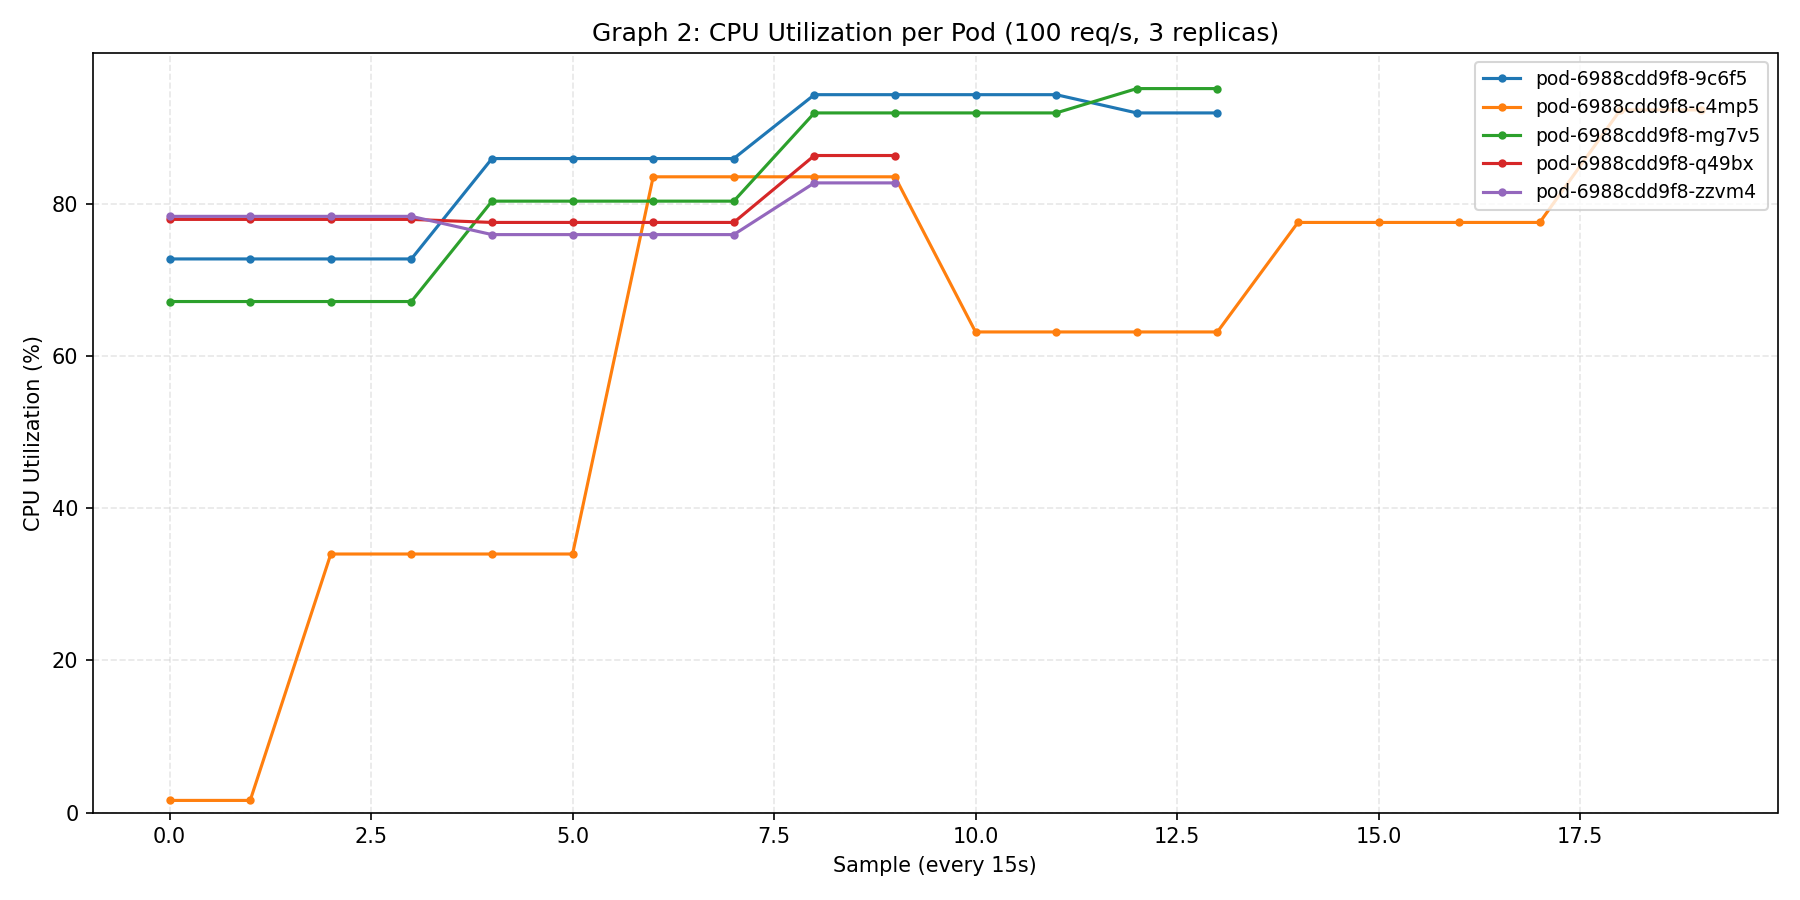 Graph 2: CPU Utilization per Pod (100 req/s, 3 replicas)
pod-6988cdd9f8-9c6f5
pod-6988cdd9f8-c4mp5
pod-6988cdd9f8-mg7v5
pod-6988cdd9f8-q49bx
pod-6988cdd9f8-zzvm4
CPU Utilization (%)
80
60
40
20
0
0.0 2.5 5.0 7.5 10.0 12.5 15.0 17.5
Sample (every 15s)